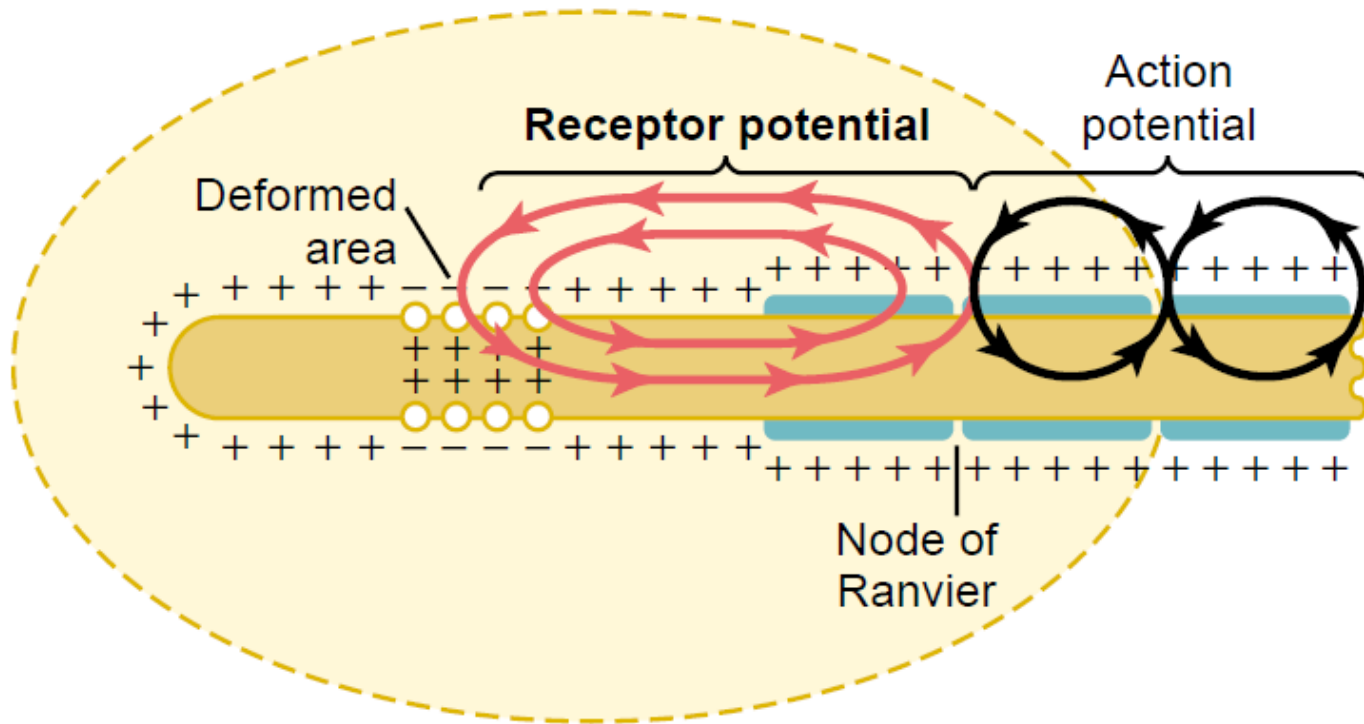 Action
potential
Receptor potential
Deformed
area
+ + + + + + + + + +
+ + + + − − − − + + + + +
+
+
+ + + +
+
+ + + +
+
+
+ + + + − − − − + + + + +
+ + + + + + + + + + + + + + +
Node of
Ranvier